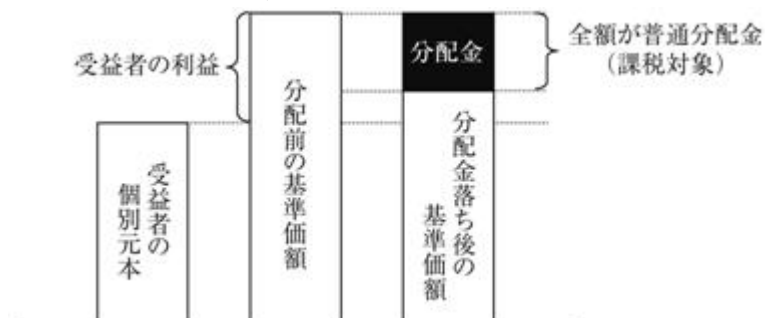 受益者の利益
分配金
全額が普通分配金
（課税対象）
受益者の
個別元本
分配前の基準価額
分配金落ち後の
基準価額